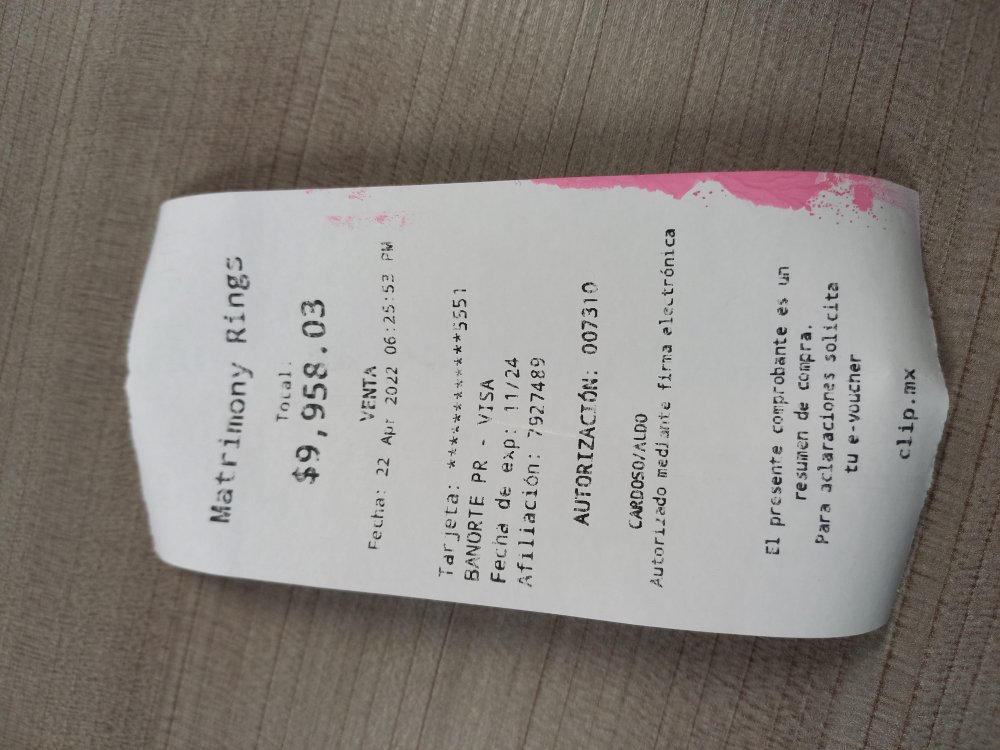 Matrimony Rings
Total:
$9,958.03
VENTA
Fecha: 22 Apr 2022 06:25:53 PM
Tarjeta: ************5551
BANORTE PR - VISA
Fecha de exp: 11/24
Afiliación: 7927489
AUTORIZACIÓN: 007310
CARDOSO/ALDO
Autorizado mediante firma electrónica
El presente comprobante es un
resumen de compra.
Para aclaraciones solicita
tu e-voucher
clip.mx